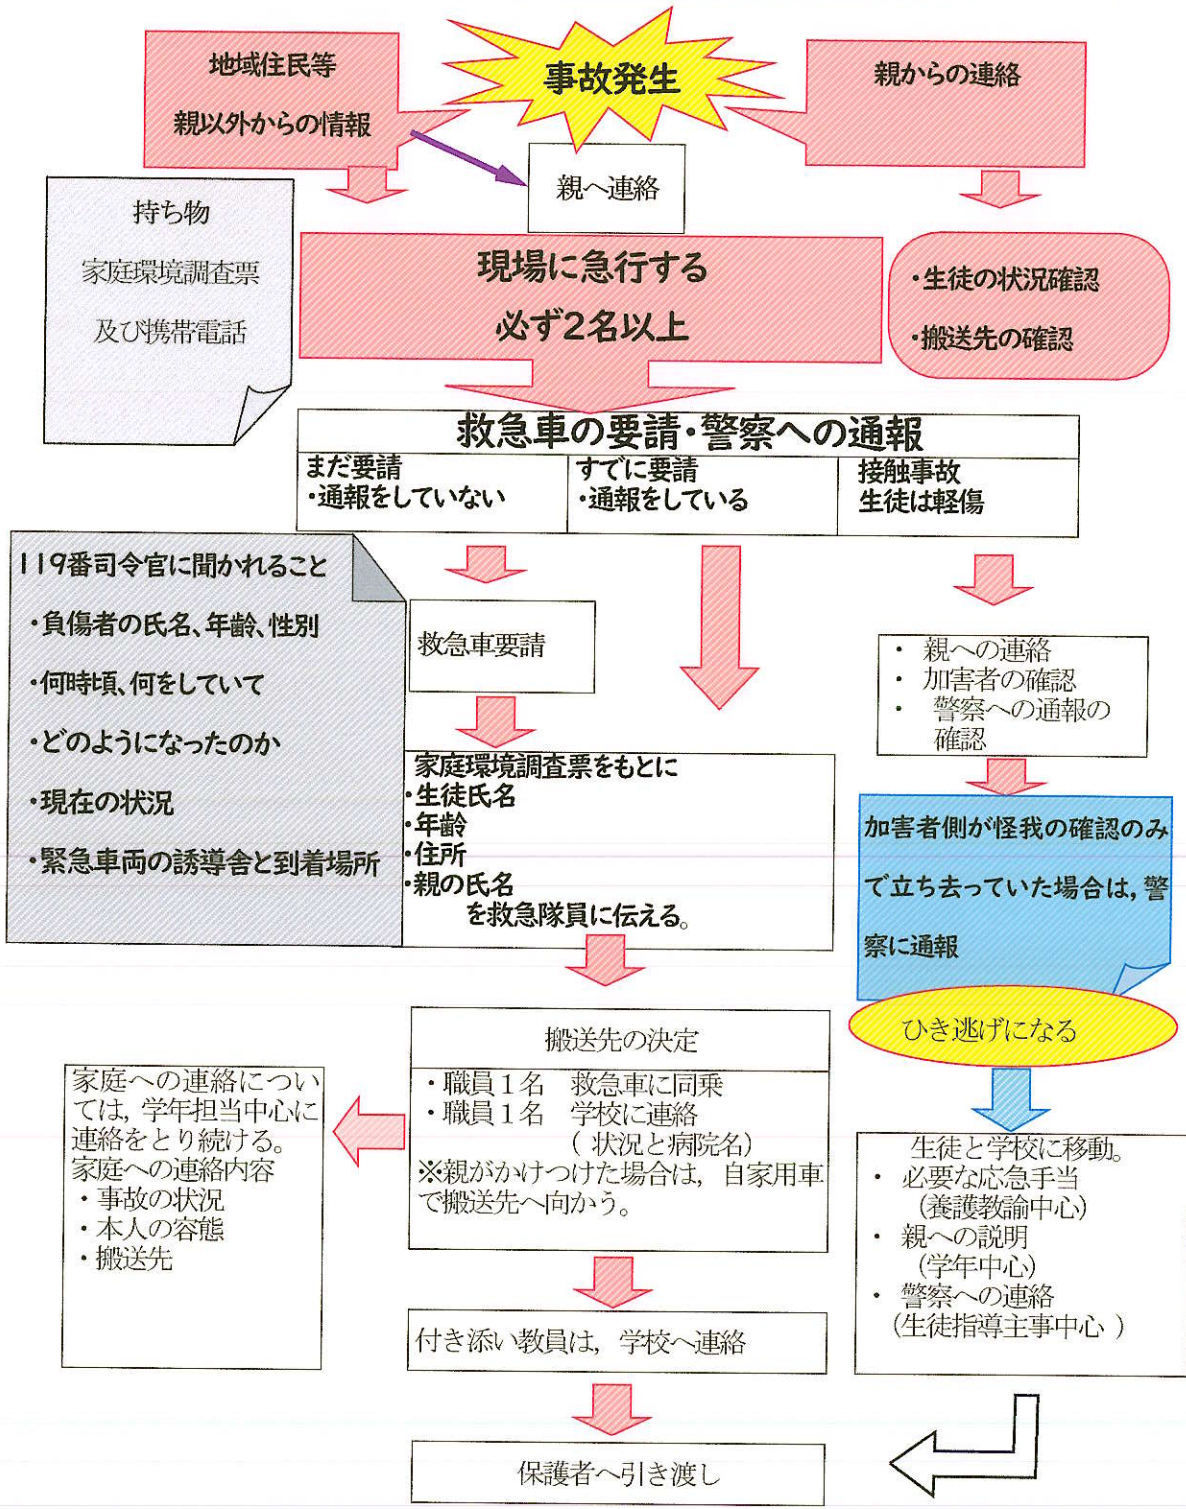 事故発生
地域住民等
親以外からの情報
親からの連絡
親へ連絡
持ち物
家庭環境調査票
及び携帯電話
現場に急行する
必ず2名以上
・生徒の状況確認
・搬送先の確認
救急車の要請・警察への通報
まだ要請
・通報をしていない
すでに要請
・通報をしている
接触事故
生徒は軽傷
119番司令官に聞かれること
・負傷者の氏名、年齢、性別
・何時頃、何をしていて
・どのようになったのか
・現在の状況
・緊急車両の誘導舎と到着場所
救急車要請
・ 親への連絡
・ 加害者の確認
・ 警察への通報の
確認
家庭環境調査票をもとに
・生徒氏名
・年齢
・住所
・親の氏名
を救急隊員に伝える。
加害者側が怪我の確認のみ
で立ち去っていた場合は，警
察に通報
ひき逃げになる
搬送先の決定
・職員1名 救急車に同乗
・職員1名 学校に連絡
（ 状況と病院名）
※親がかけつけた場合は，自家用車
で搬送先へ向かう。
家庭への連絡につい
ては，学年担当中心に
連絡をとり続ける。
家庭への連絡内容
・事故の状況
・本人の容態
・搬送先
生徒と学校に移動。
・ 必要な応急手当
（養護教諭中心）
・ 親への説明
（学年中心）
・ 警察への連絡
（生徒指導主事中心 ）
付き添い教員は，学校へ連絡
保護者へ引き渡し